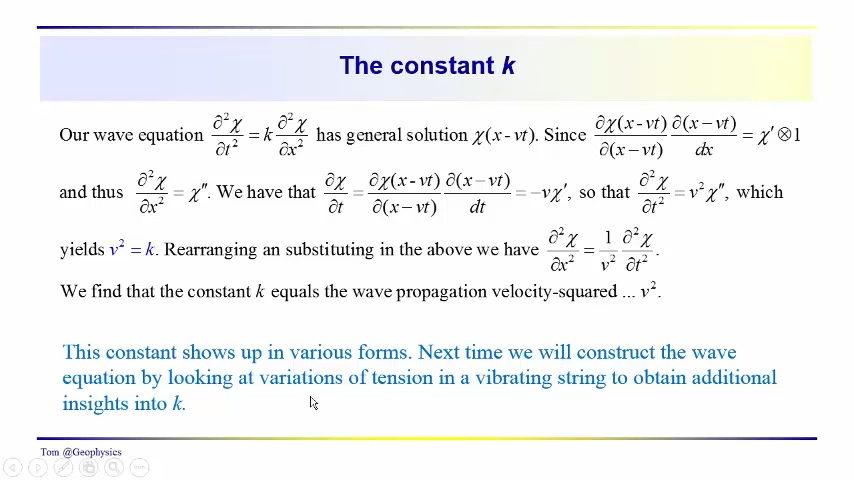 The constant k
Our wave equation ∂²χ/∂t² = k ∂²χ/∂x² has general solution χ(x - vt). Since ∂χ(x - vt)/∂(x − vt) ∂(x − vt)/dx = χ′ ⊗1
and thus ∂²χ/∂x² = χ″. We have that ∂χ/∂t = ∂χ(x - vt)/∂(x − vt) ∂(x − vt)/dt = −vχ′, so that ∂²χ/∂t² = v²χ″, which
yields v² = k. Rearranging an substituting in the above we have ∂²χ/∂x² = 1/v² ∂²χ/∂t².
We find that the constant k equals the wave propagation velocity-squared ... v².
This constant shows up in various forms. Next time we will construct the wave
equation by looking at variations of tension in a vibrating string to obtain additional
insights into k.
Tom @Geophysics